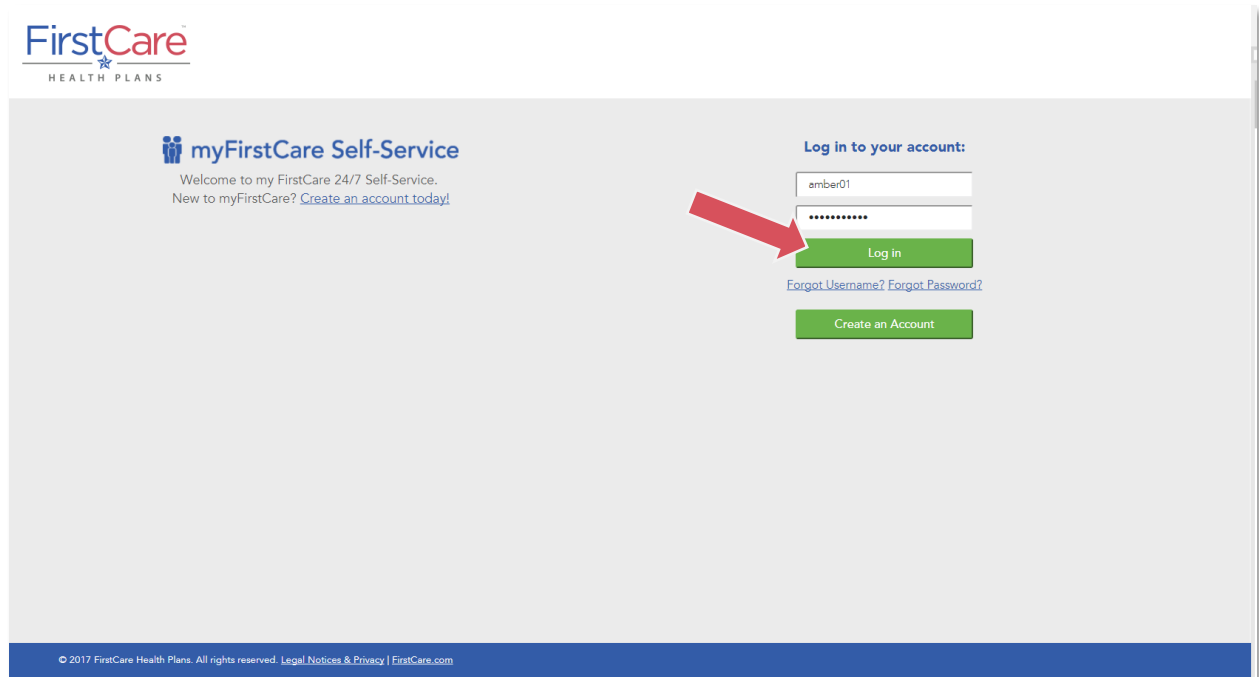 FirstCare
HEALTH PLANS
myFirstCare Self-Service
Welcome to my FirstCare 24/7 Self-Service.
New to myFirstCare? Create an account today!
Log in to your account:
amber01
•••••••••••
Log in
Forgot Username? Forgot Password?
Create an Account
© 2017 FirstCare Health Plans. All rights reserved. Legal Notices & Privacy | FirstCare.com